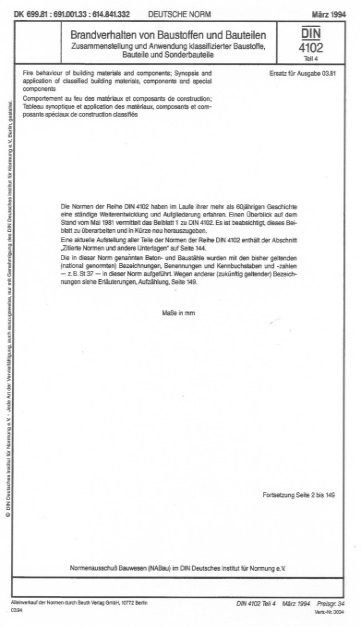 DK 699.81 : 691.001.33 : 614.841.332 DEUTSCHE NORM März 1994
Brandverhalten von Baustoffen und Bauteilen
Zusammenstellung und Anwendung klassifizierter Baustoffe,
Bauteile und Sonderbauteile
DIN
4102
Teil 4
Fire behaviour of building materials and components; Synopsis and
application of classified building materials, components and special
components
Comportement au feu des matériaux et composants de construction;
Tableau synoptique et application des matériaux, composants et com-
posants spéciaux de construction classifiés
Ersatz für Ausgabe 03.81
Die Normen der Reihe DIN 4102 haben im Laufe ihrer mehr als 60jährigen Geschichte
eine ständige Weiterentwicklung und Aufgliederung erfahren. Einen Überblick auf dem
Stand vom Mai 1981 vermittelt das Beiblatt 1 zu DIN 4102. Es ist beabsichtigt, dieses Bei-
blatt zu überarbeiten und in Kürze neu herauszugeben.
Eine aktuelle Aufstellung aller Teile der Normen der Reihe DIN 4102 enthält der Abschnitt
„Zitierte Normen und andere Unterlagen" auf Seite 144.
Die in dieser Norm genannten Beton- und Baustähle wurden mit den bisher geltenden
(national genormten) Bezeichnungen, Benennungen und Kennbuchstaben und -zahlen
— z. B. St 37 — in dieser Norm aufgeführt. Wegen anderer (zukünftig geltender) Bezeich-
nungen siehe Erläuterungen, Aufzählung, Seite 149.
Maße in mm
Fortsetzung Seite 2 bis 149
Normenausschuß Bauwesen (NABau) im DIN Deutsches Institut für Normung e.V.
© DIN Deutsches Institut für Normung e.V. · Jede Art der Vervielfältigung, auch auszugsweise, nur mit Genehmigung des DIN Deutsches Institut für Normung e.V., Berlin, gestattet.
Alleinverkauf der Normen durch Beuth Verlag GmbH, 10772 Berlin
03.94
DIN 4102 Teil 4 März 1994 Preisgr. 34
Vertr.-Nr. 0034